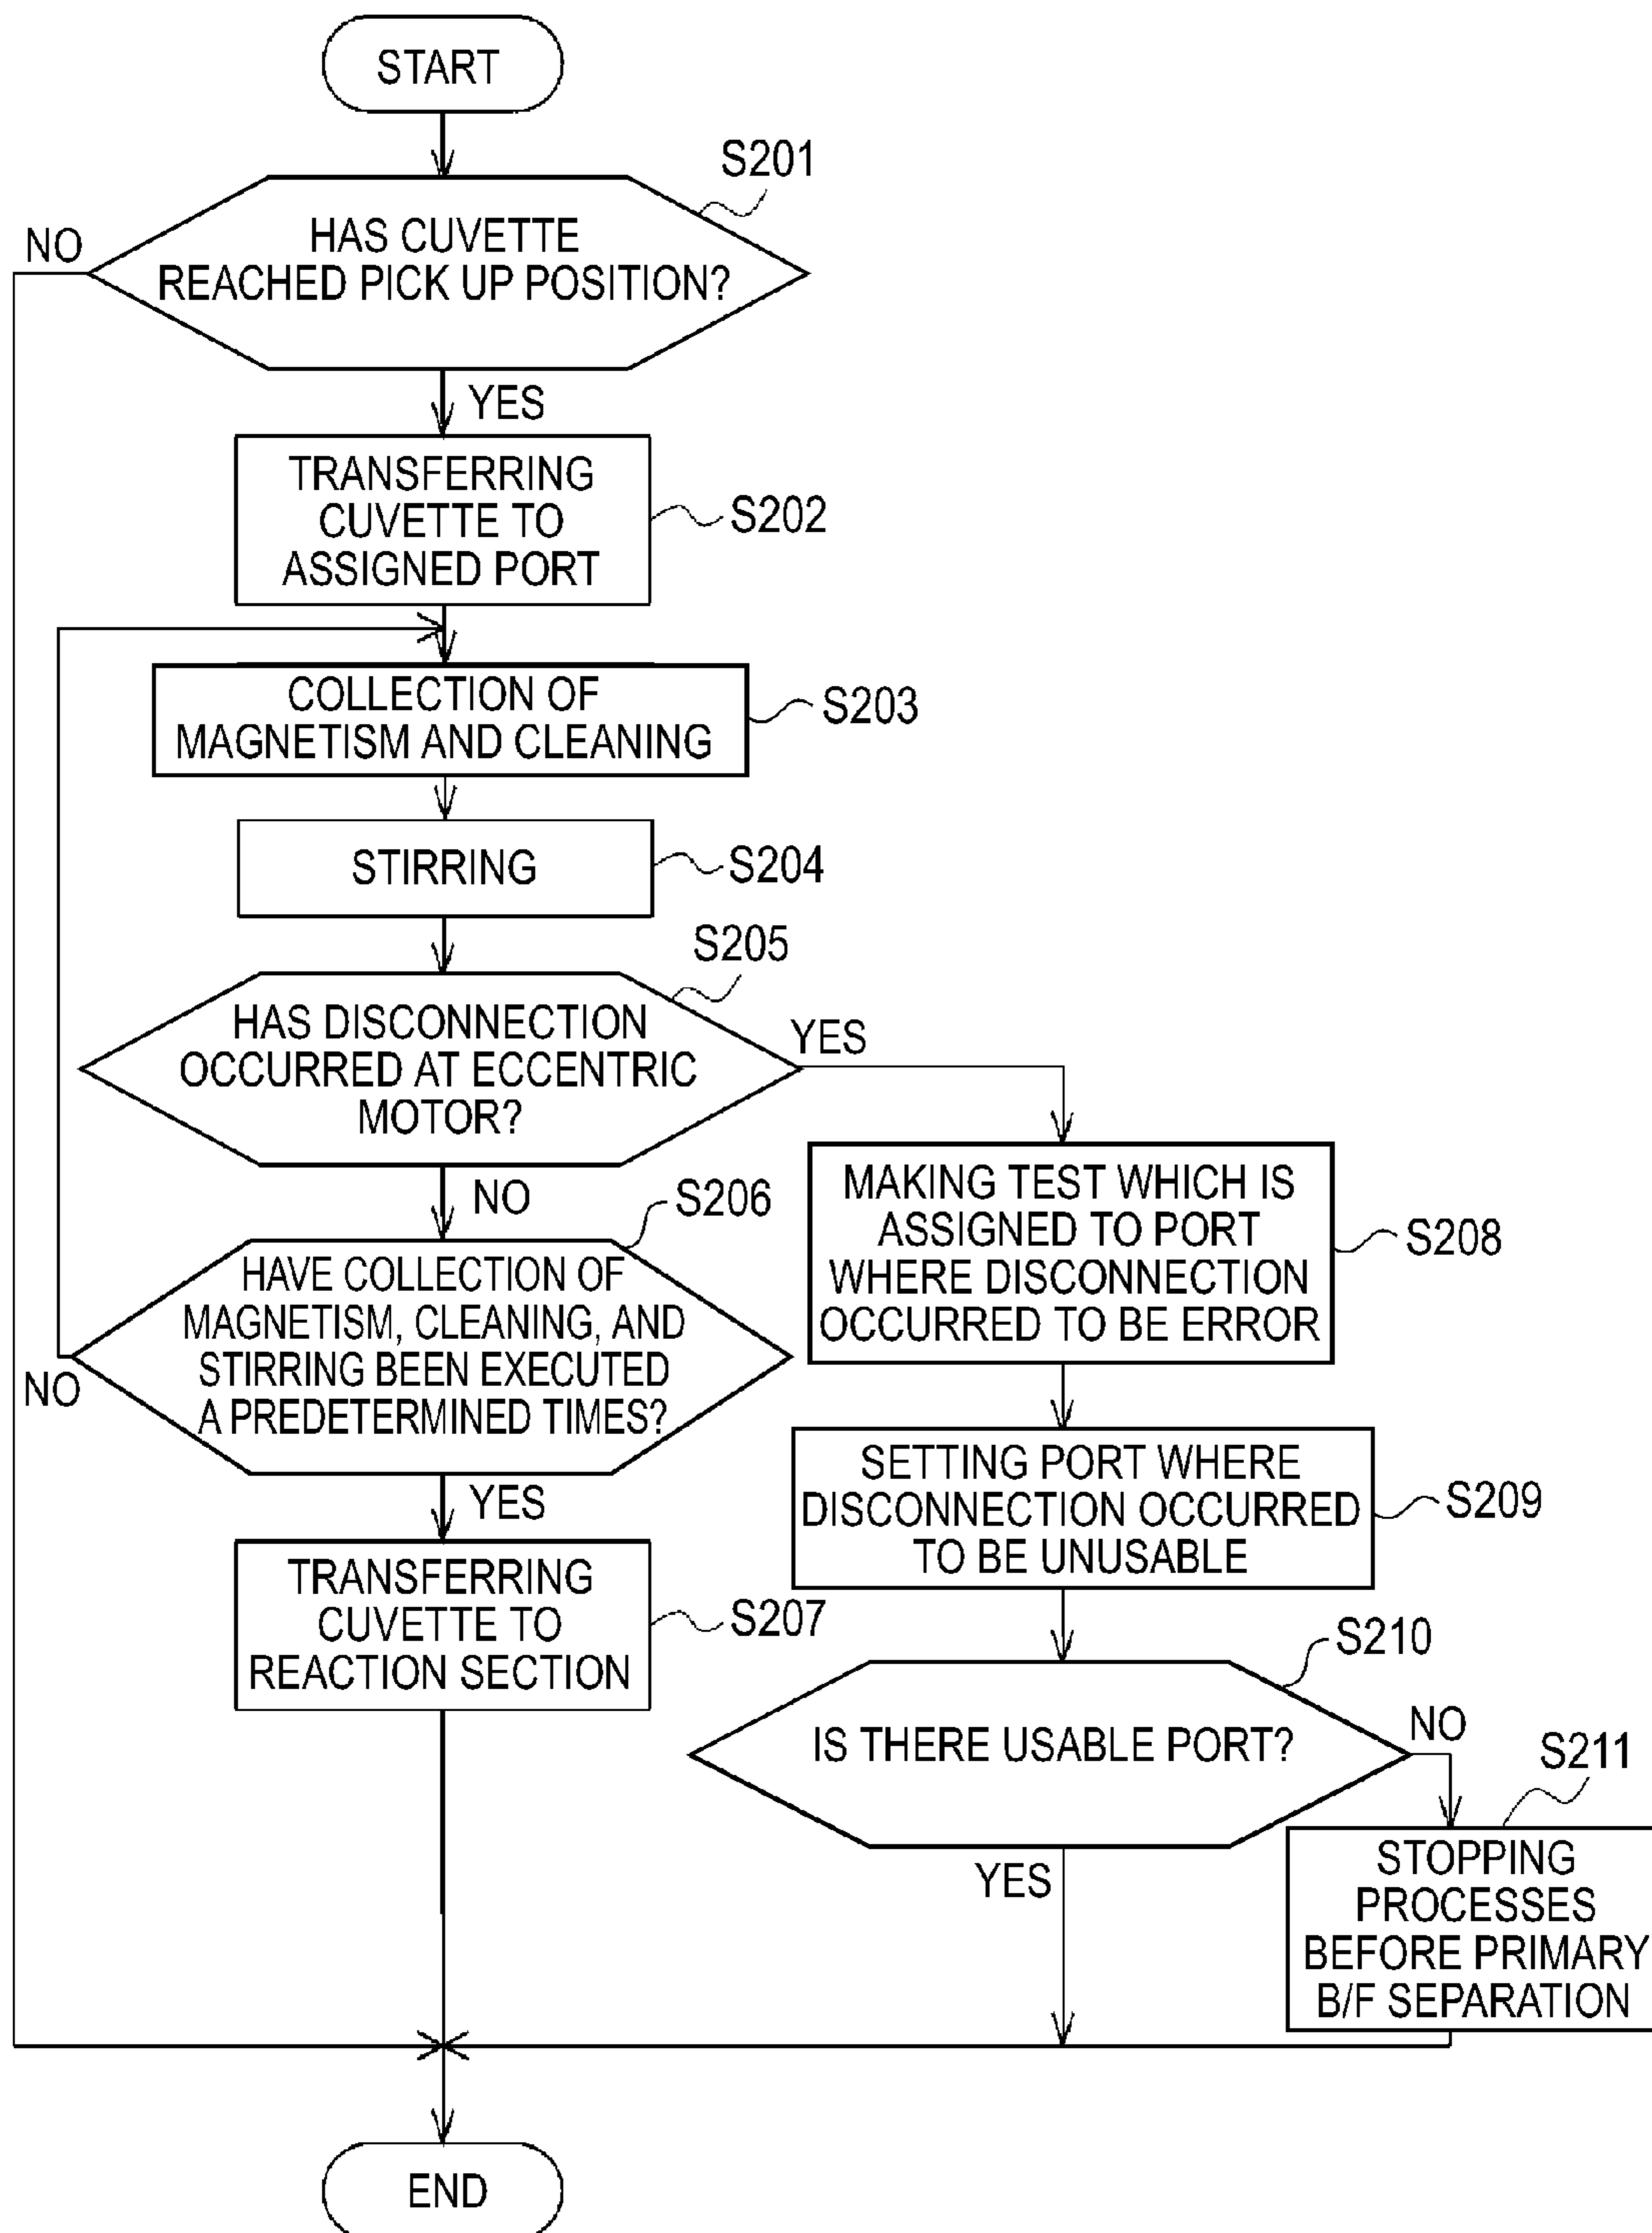 START
S201
NO
HAS CUVETTE
REACHED PICK UP POSITION?
YES
TRANSFERRING
CUVETTE TO
ASSIGNED PORT
S202
COLLECTION OF
MAGNETISM AND CLEANING
S203
STIRRING
S204
S205
HAS DISCONNECTION
OCCURRED AT ECCENTRIC
MOTOR?
YES
NO
S206
HAVE COLLECTION OF
MAGNETISM, CLEANING, AND
STIRRING BEEN EXECUTED
A PREDETERMINED TIMES?
NO
YES
TRANSFERRING
CUVETTE TO
REACTION SECTION
S207
MAKING TEST WHICH IS
ASSIGNED TO PORT
WHERE DISCONNECTION
OCCURRED TO BE ERROR
S208
SETTING PORT WHERE
DISCONNECTION OCCURRED
TO BE UNUSABLE
S209
S210
IS THERE USABLE PORT?
NO
YES
S211
STOPPING
PROCESSES
BEFORE PRIMARY
B/F SEPARATION
END